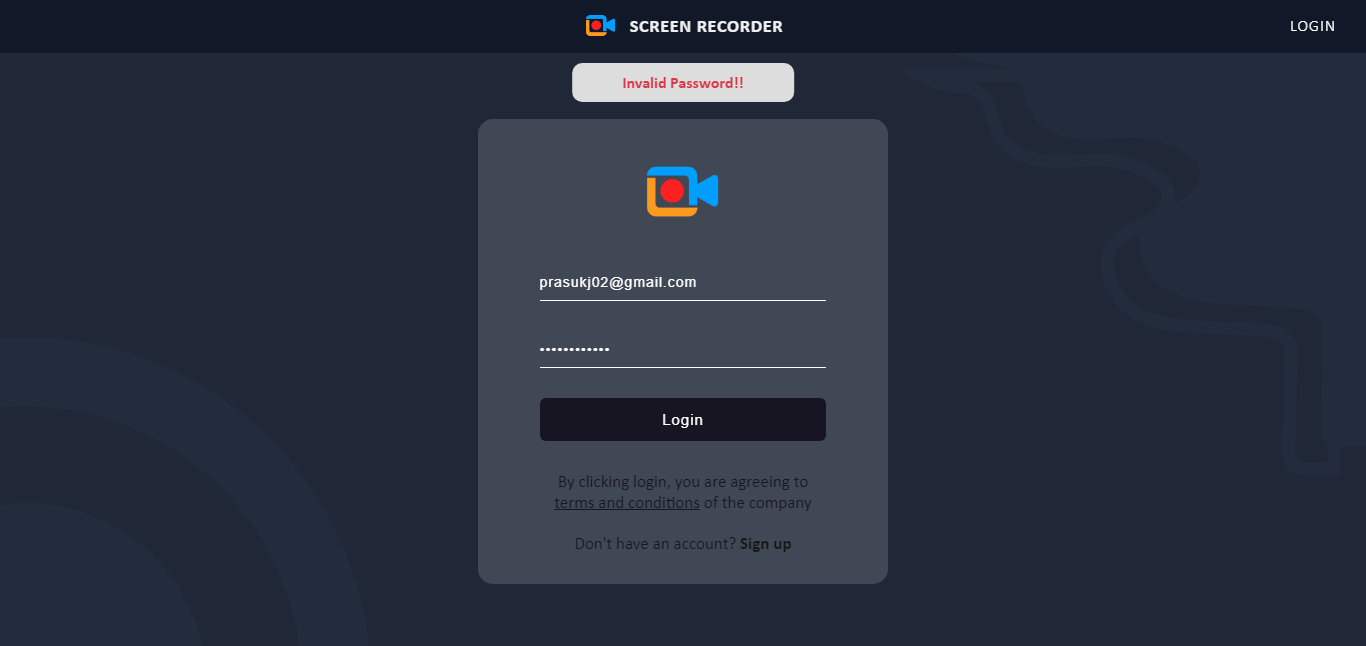 SCREEN RECORDER
LOGIN
Invalid Password!!
prasukj02@gmail.com
••••••••••••
Login
By clicking login, you are agreeing to
terms and conditions of the company
Don't have an account? Sign up